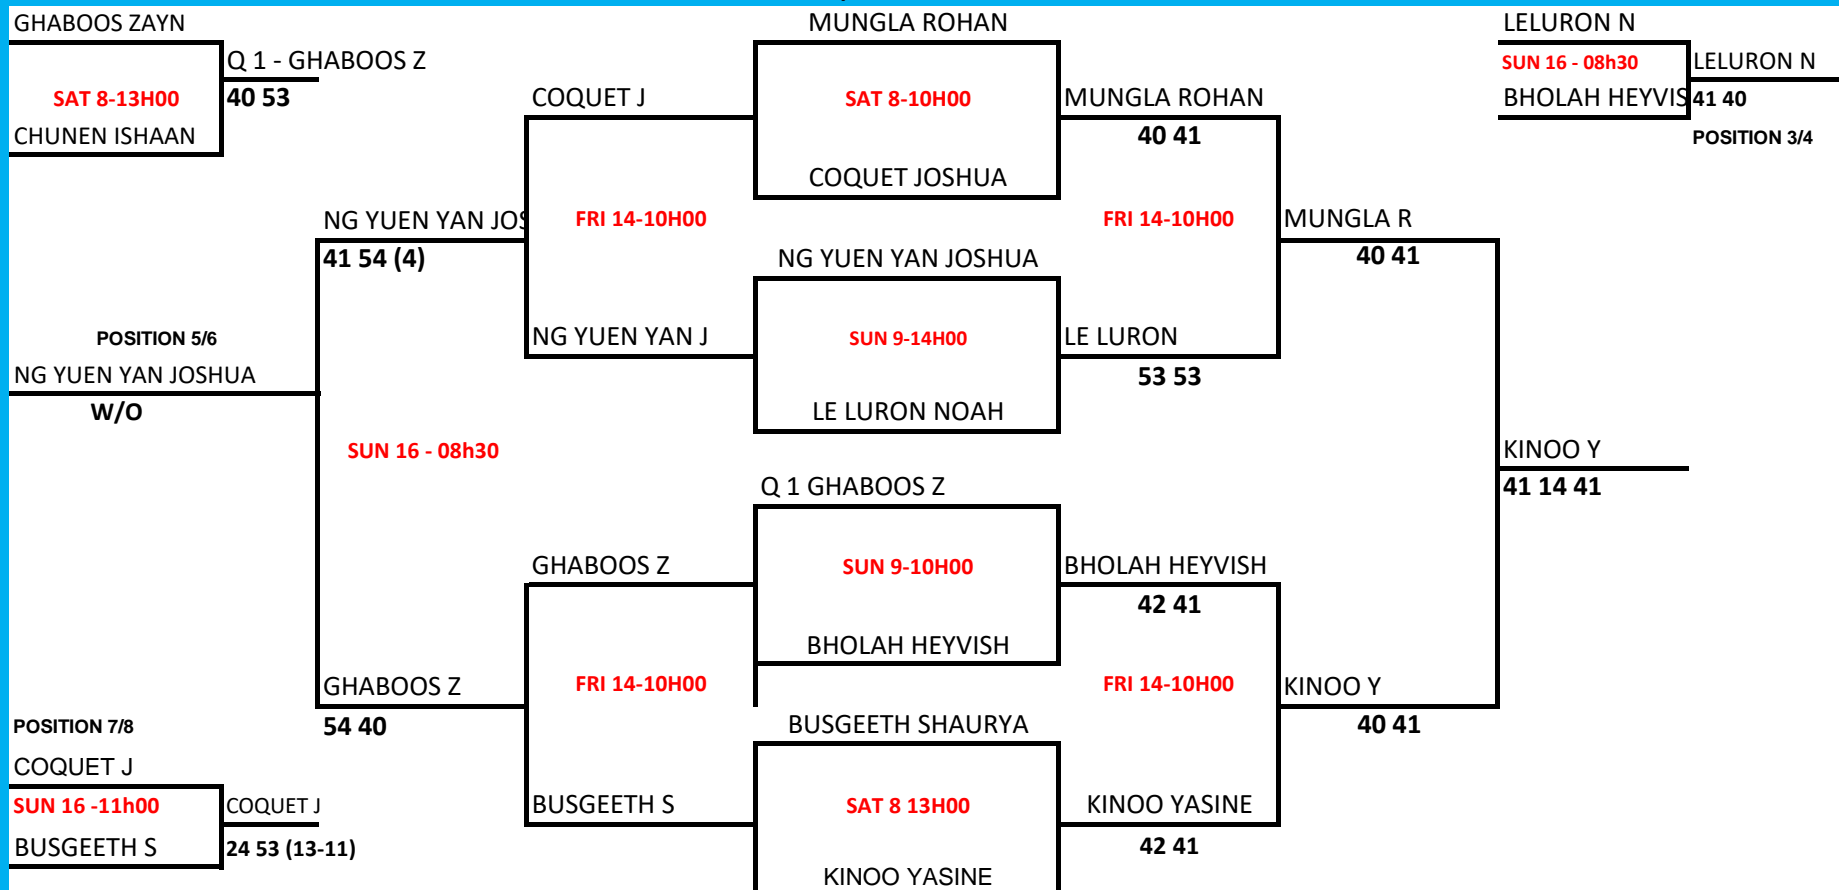 GHABOOS ZAYN
MUNGLA ROHAN
LELURON N
Q 1 - GHABOOS Z
SUN 16 - 08h30
LELURON N
SAT 8-13H00
40 53
COQUET J
SAT 8-10H00
MUNGLA ROHAN
BHOLAH HEYVIS
41 40
CHUNEN ISHAAN
40 41
POSITION 3/4
COQUET JOSHUA
NG YUEN YAN JOS
FRI 14-10H00
FRI 14-10H00
MUNGLA R
41 54 (4)
NG YUEN YAN JOSHUA
40 41
POSITION 5/6
NG YUEN YAN J
SUN 9-14H00
LE LURON
NG YUEN YAN JOSHUA
53 53
W/O
LE LURON NOAH
SUN 16 - 08h30
KINOO Y
Q 1 GHABOOS Z
41 14 41
GHABOOS Z
SUN 9-10H00
BHOLAH HEYVISH
42 41
BHOLAH HEYVISH
GHABOOS Z
FRI 14-10H00
FRI 14-10H00
KINOO Y
POSITION 7/8
54 40
BUSGEETH SHAURYA
40 41
COQUET J
SUN 16 -11h00
COQUET J
BUSGEETH S
SAT 8 13H00
KINOO YASINE
BUSGEETH S
24 53 (13-11)
42 41
KINOO YASINE